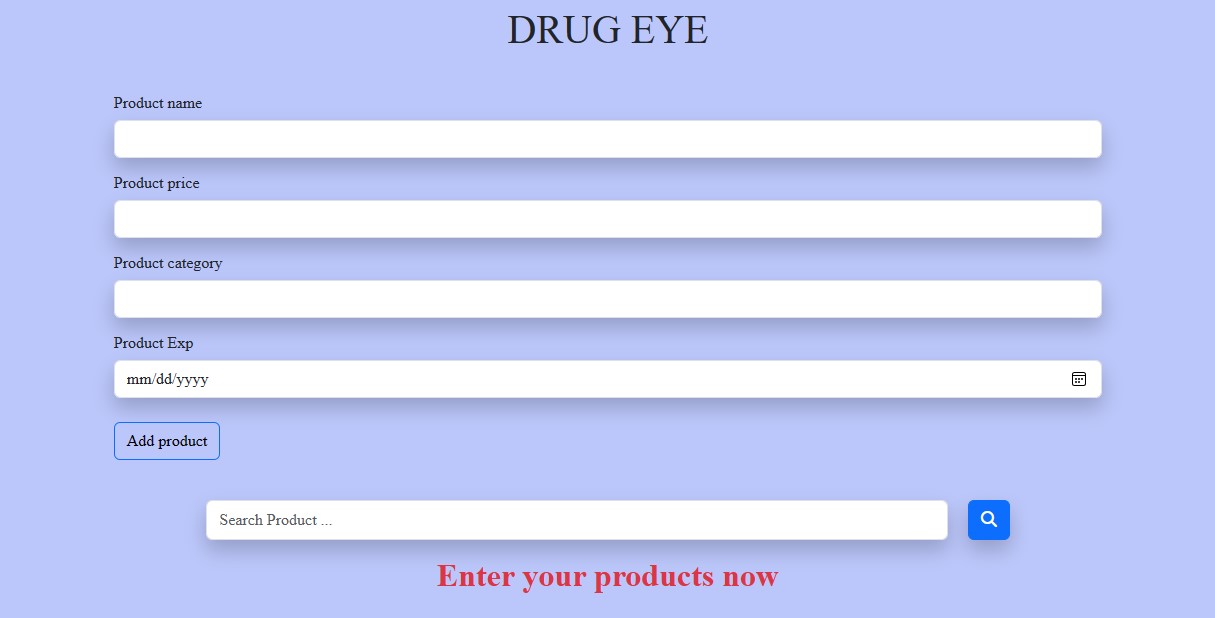 DRUG EYE
Product name
Product price
Product category
Product Exp
mm/dd/yyyy
Add product
Search Product ...
Enter your products now